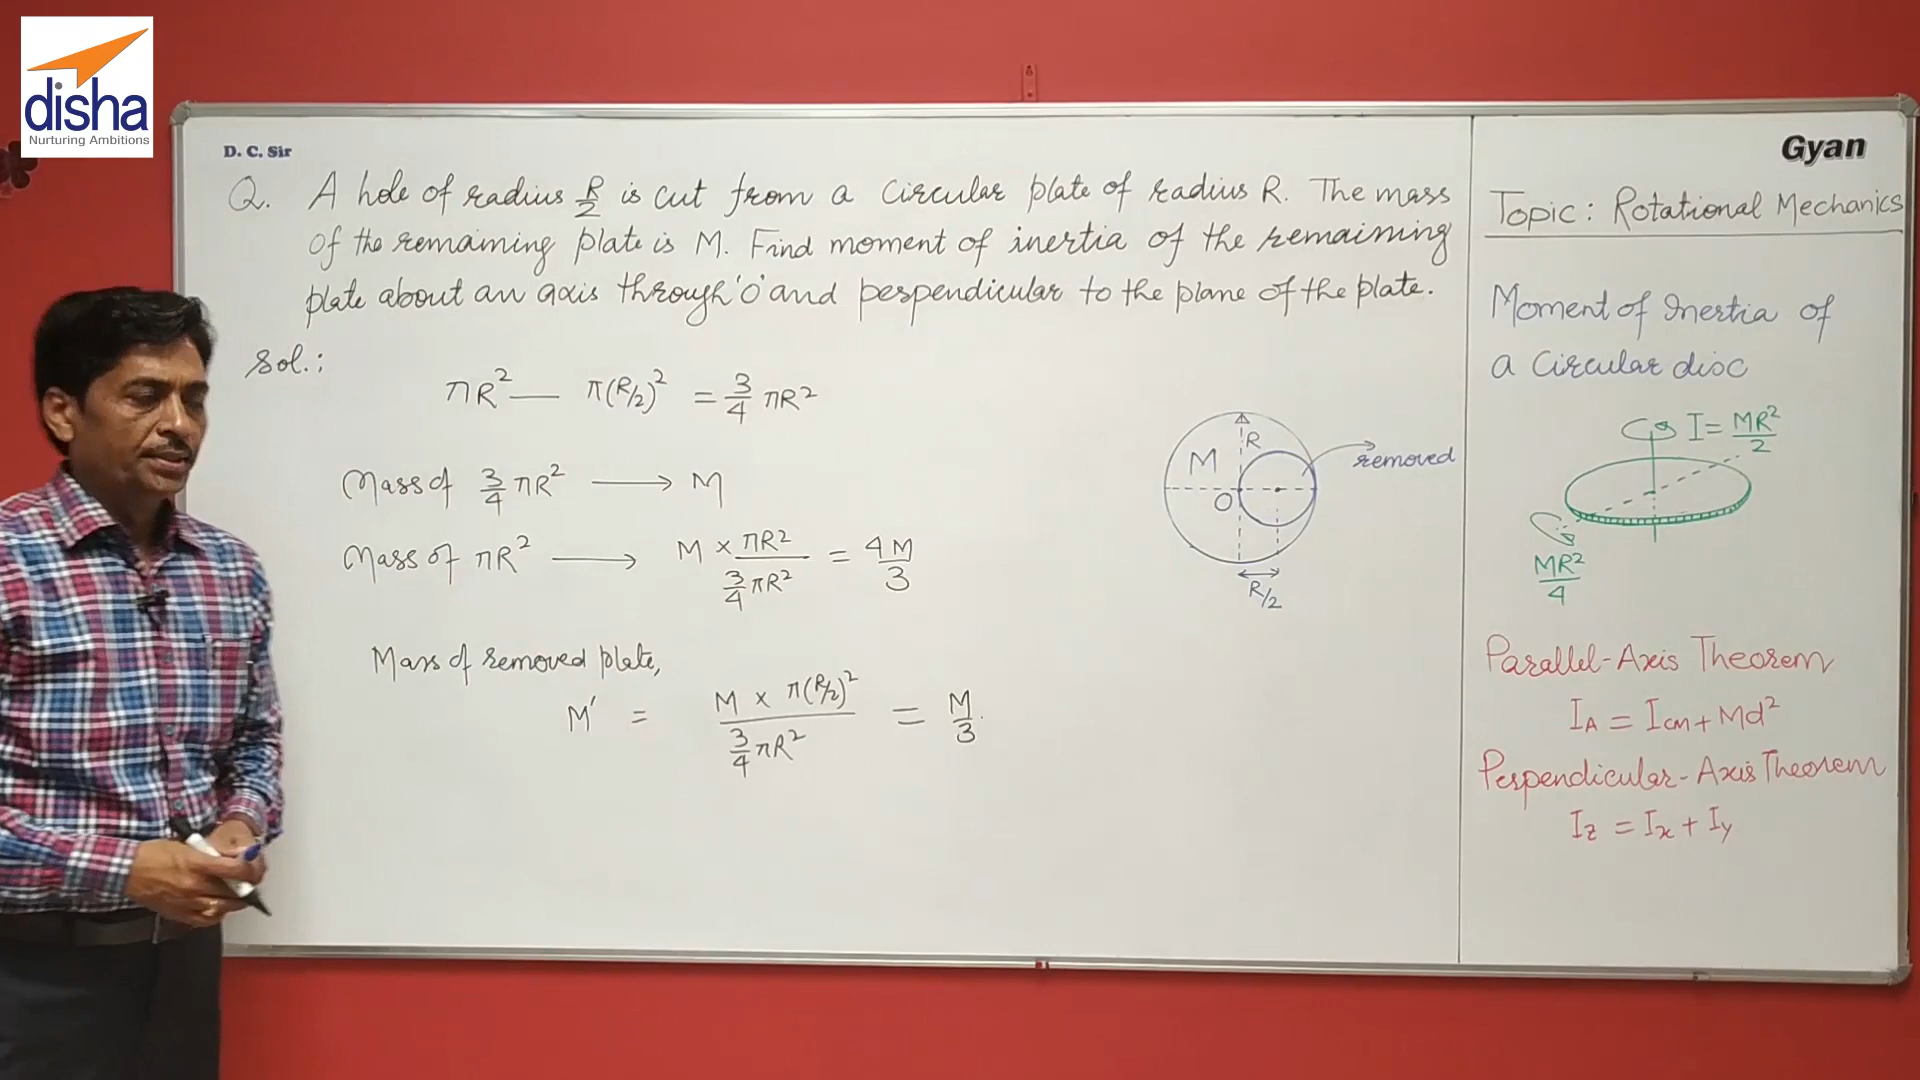 disha
Nurturing Ambitions
D. C. Sir
Gyan
Q. A hole of radius R/2 is cut from a circular plate of radius R. The mass
of the remaining plate is M. Find moment of inertia of the remaining
plate about an axis through 'O' and perpendicular to the plane of the plate.
Sol.:
πR² — π(R/2)² = 3/4 πR²
Mass of 3/4 πR² ⟶ M
Mass of πR² ⟶ M × πR² / 3/4 πR² = 4M/3
Mass of removed plate,
M' = M × π(R/2)² / 3/4 πR² = M/3.
R
M
removed
O
R/2
Topic: Rotational Mechanics
Moment of Inertia of
a Circular disc
I = MR²/2
MR²/4
Parallel-Axis Theorem
I_A = I_cm + Md²
Perpendicular-Axis Theorem
I_z = I_x + I_y